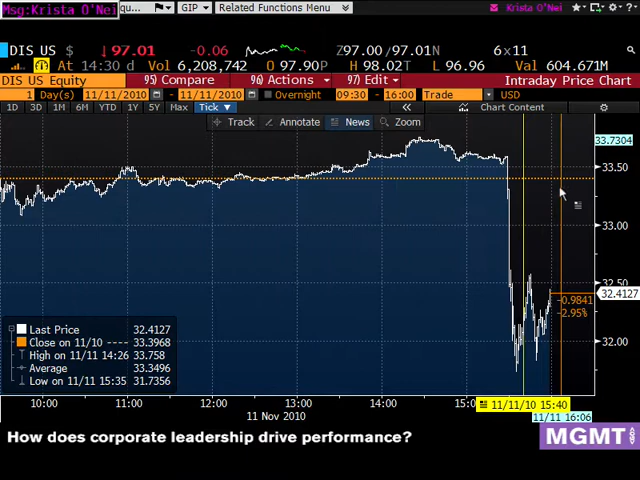 Msg:Krista O'Nei qu... GIP Related Functions Menu Krista O'Nei
DIS US $ 97.01 -0.06 Z97.00/97.01N 6x11
At 14:30 d Vol 6,208,742 O 97.90P H 98.02T L 96.96 Val 604.671M
DIS US Equity 95) Compare 96) Actions 97) Edit Intraday Price Chart
1 Day(s) 11/11/2010 - 11/11/2010 Overnight 09:30 - 16:00 Trade USD
1D 3D 1M 6M YTD 1Y 5Y Max Tick Chart Content
Track Annotate News Zoom
33.7304
33.50
33.00
32.50
32.4127
-0.9841
-2.95%
32.00
Last Price 32.4127
Close on 11/10 33.3968
High on 11/11 14:26 33.758
Average 33.3496
Low on 11/11 15:35 31.7356
10:00 11:00 12:00 13:00 14:00 15:0 11/11/10 15:40
11 Nov 2010 11/11 16:06
How does corporate leadership drive performance?
MGMT